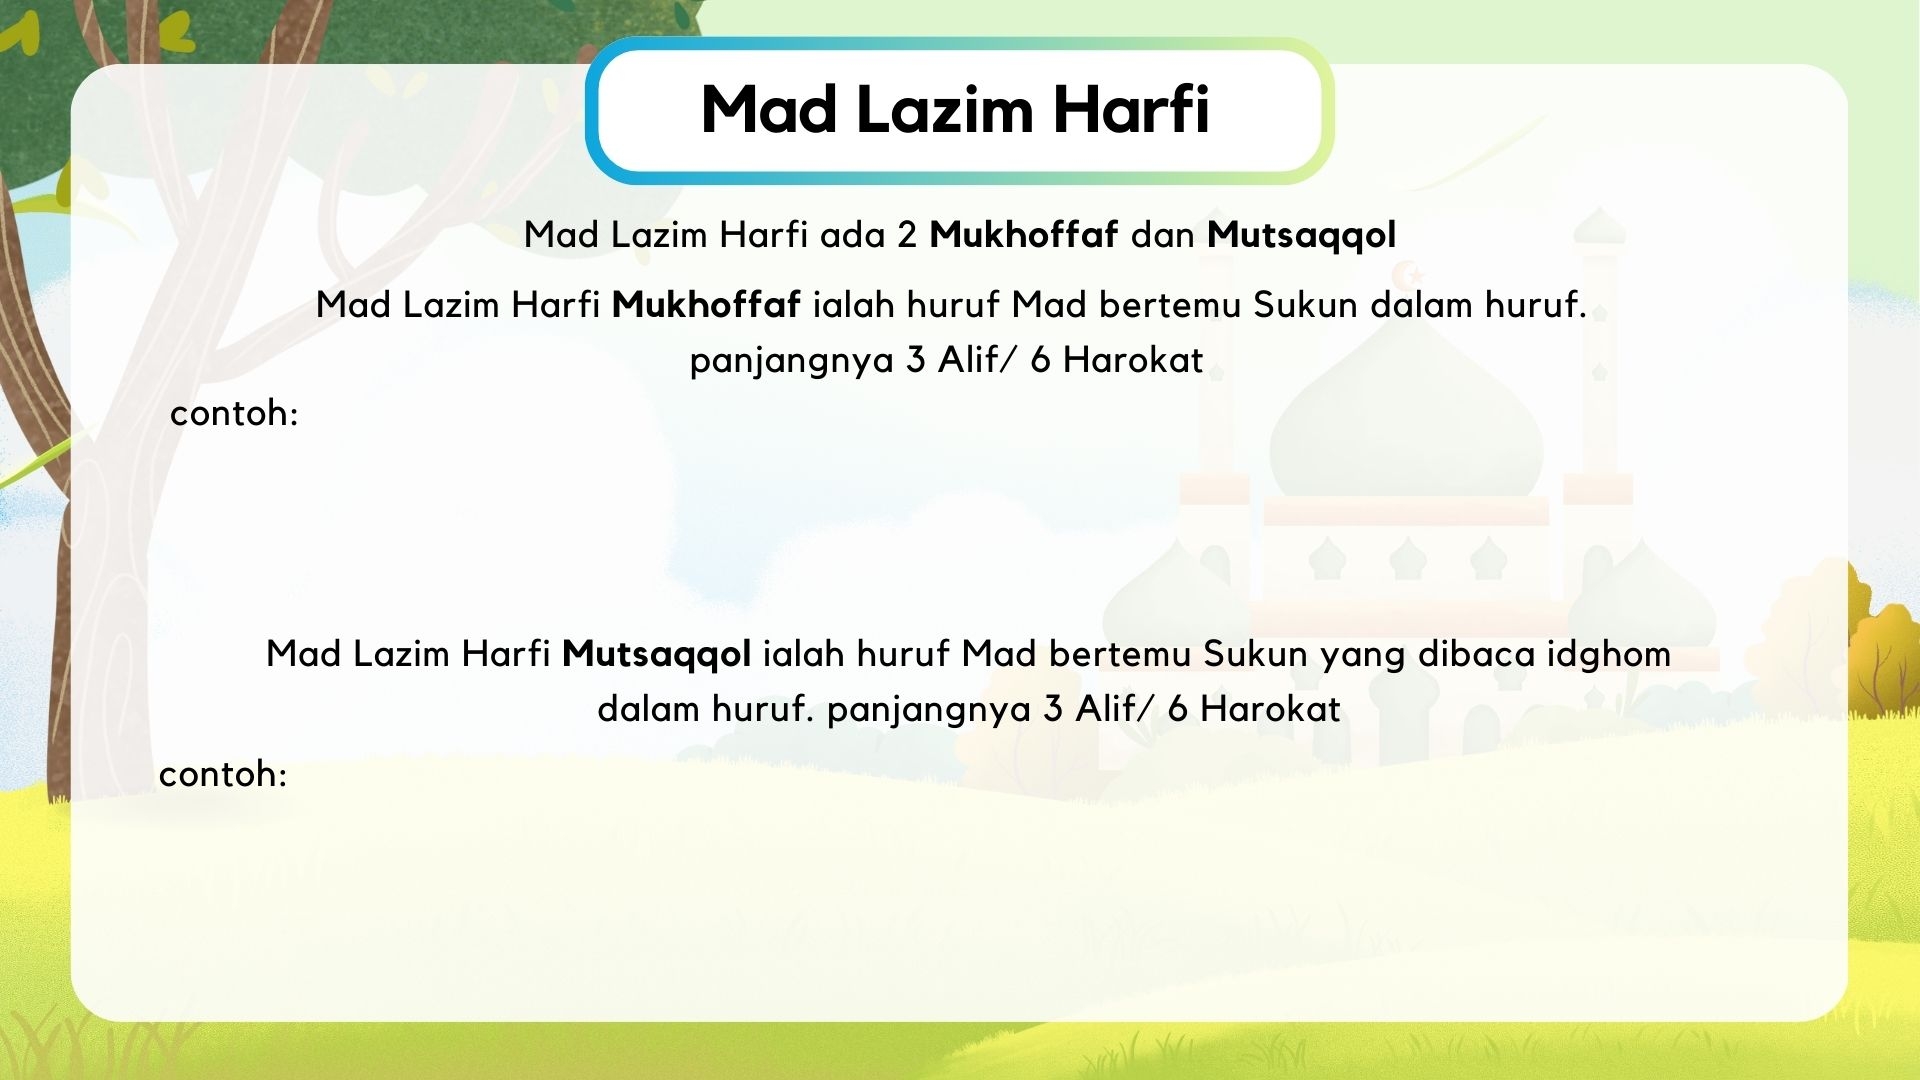 Mad Lazim Harfi
Mad Lazim Harfi ada 2 Mukhoffaf dan Mutsaqqol
Mad Lazim Harfi Mukhoffaf ialah huruf Mad bertemu Sukun dalam huruf.
panjangnya 3 Alif/ 6 Harokat
contoh:
Mad Lazim Harfi Mutsaqqol ialah huruf Mad bertemu Sukun yang dibaca idghom
dalam huruf. panjangnya 3 Alif/ 6 Harokat
contoh: